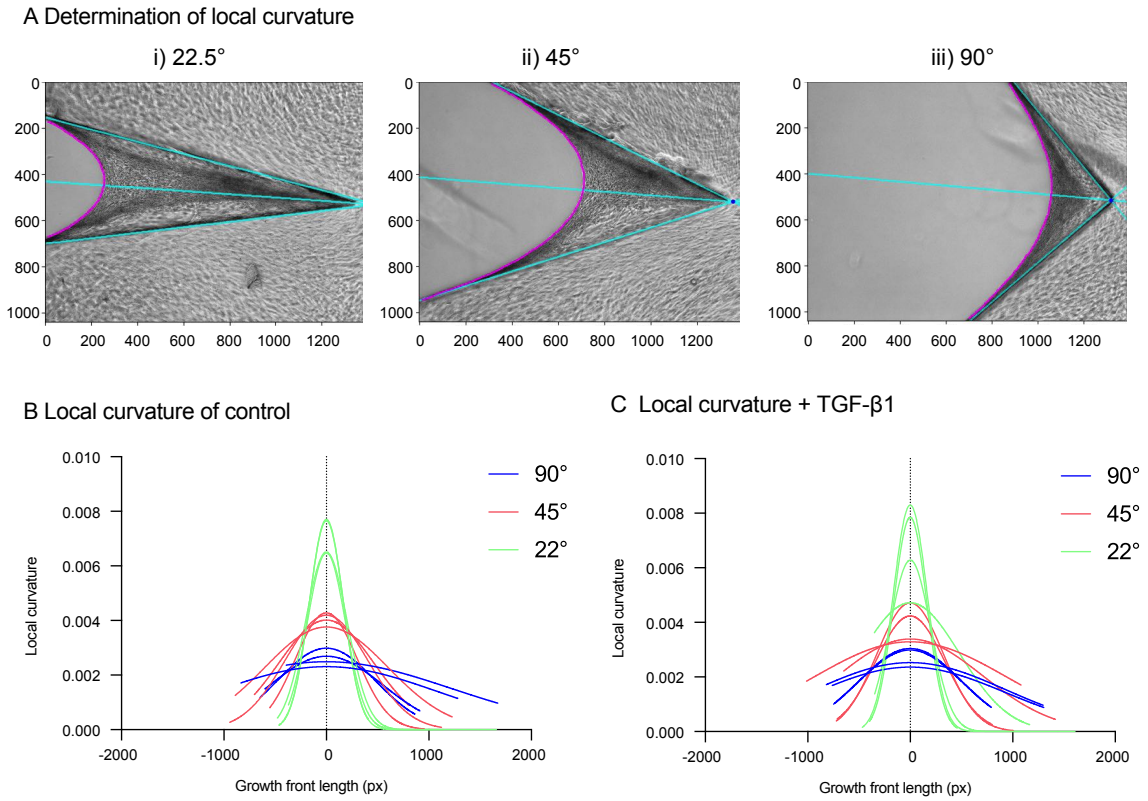 A Determination of local curvature
i) 22.5°
ii) 45°
iii) 90°
0
200
400
600
800
1000
0 200 400 600 800 1000 1200
0
200
400
600
800
1000
0 200 400 600 800 1000 1200
0
200
400
600
800
1000
0 200 400 600 800 1000 1200
B Local curvature of control
0.010
0.008
0.006
0.004
0.002
0.000
Local curvature
-2000 -1000 0 1000 2000
Growth front length (px)
90°
45°
22°
C Local curvature + TGF-β1
0.010
0.008
0.006
0.004
0.002
0.000
Local curvature
-2000 -1000 0 1000 2000
Growth front length (px)
90°
45°
22°